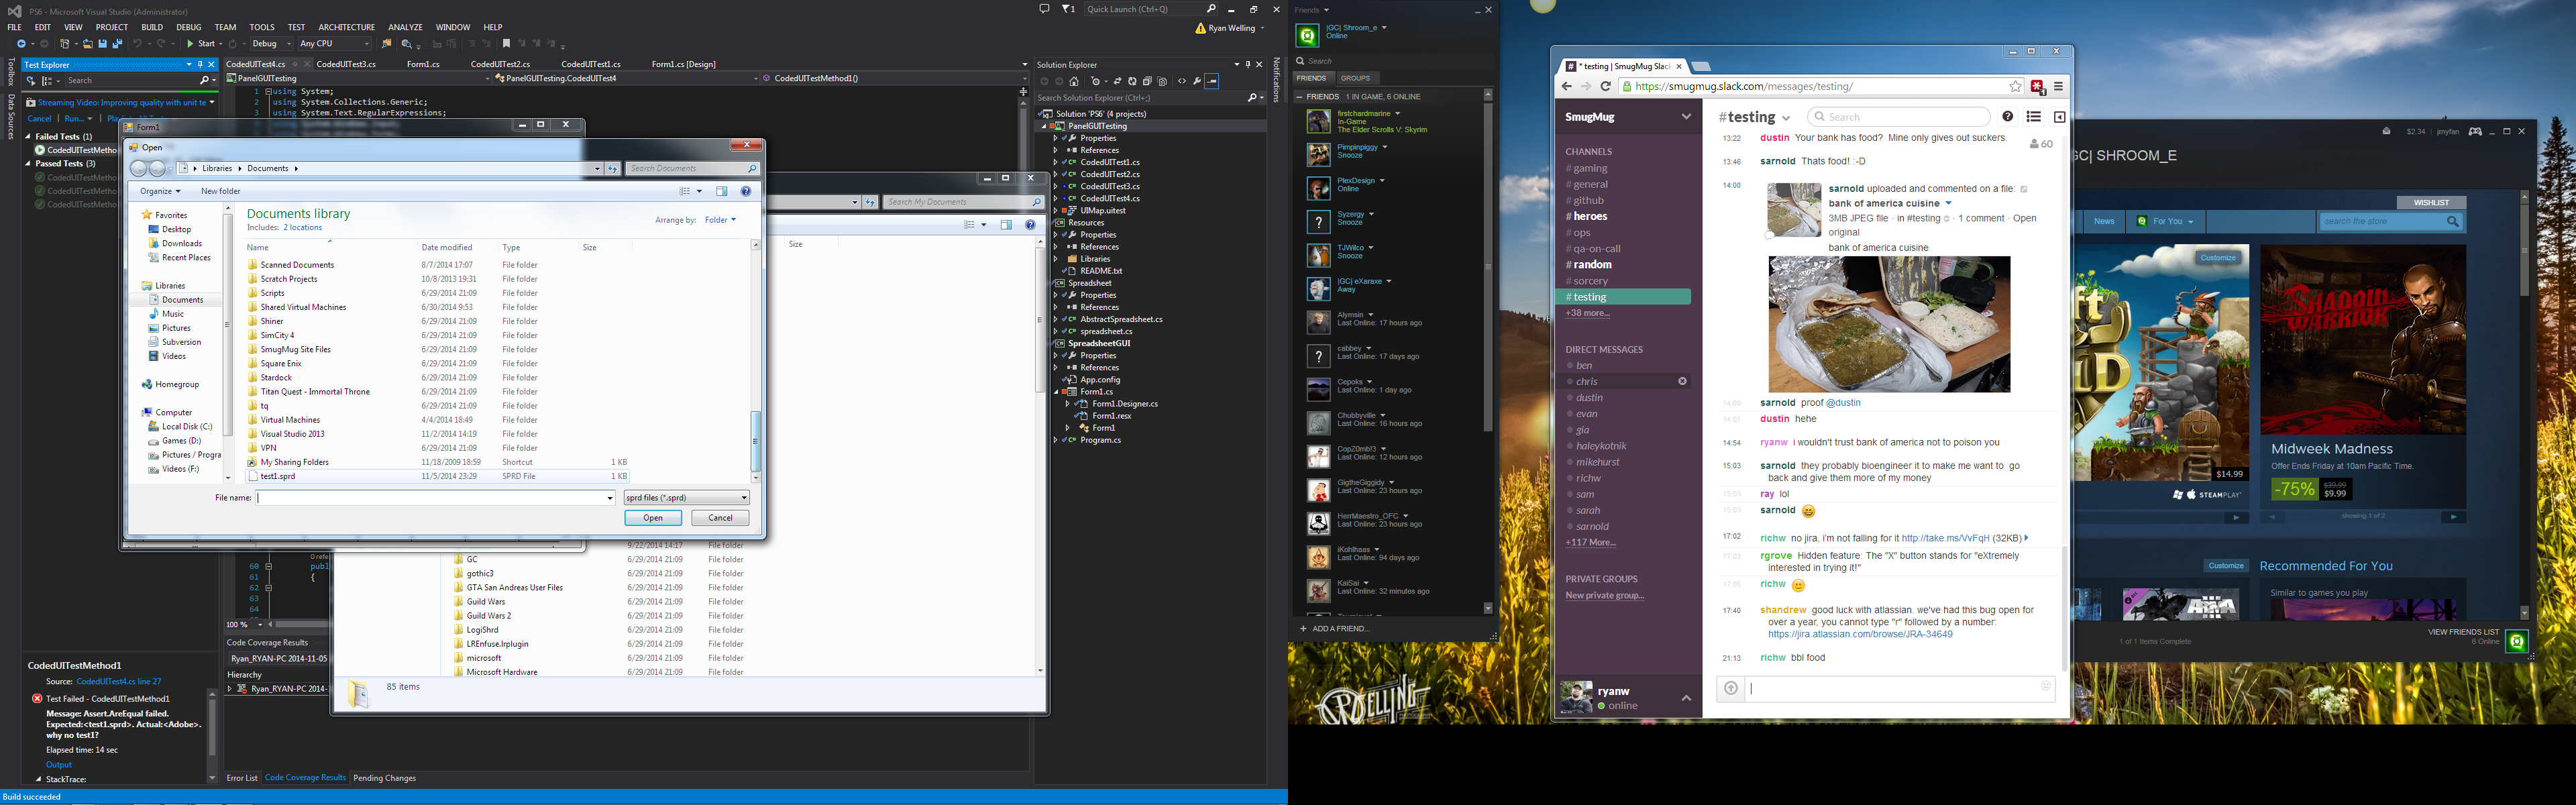 PS6 - Microsoft Visual Studio (Administrator)
1
Quick Launch (Ctrl+Q)
FILE EDIT VIEW PROJECT BUILD DEBUG TEAM TOOLS TEST ARCHITECTURE ANALYZE WINDOW HELP
Ryan Welling
Start Debug Any CPU
Toolbox
Data Sources
Test Explorer
Search
Streaming Video: Improving quality with unit te
Cancel Run...
Failed Tests (1)
CodedUITestMetho
Passed Tests (3)
CodedUITestMetho
CodedUITestMetho
CodedUITestMetho
CodedUITest4.cs CodedUITest3.cs Form1.cs CodedUITest2.cs CodedUITest1.cs Form1.cs [Design]
PanelGUITesting PanelGUITesting.CodedUITest4 CodedUITestMethod1()
1 using System;
2 using System.Collections.Generic;
3 using System.Text.RegularExpressions;
Form1
Open
Libraries Documents
Search Documents
Organize New folder
Favorites
Desktop
Downloads
Recent Places
Libraries
Documents
Music
Pictures
Subversion
Videos
Homegroup
Computer
Local Disk (C:)
Games (D:)
Pictures / Progra
Videos (F:)
Documents library
Includes: 2 locations
Arrange by: Folder
Name Date modified Type Size
Scanned Documents 8/7/2014 17:07 File folder
Scratch Projects 10/8/2013 19:31 File folder
Scripts 6/29/2014 21:09 File folder
Shared Virtual Machines 6/30/2014 9:53 File folder
Shiner 6/29/2014 21:09 File folder
SimCity 4 6/29/2014 21:09 File folder
SmugMug Site Files 6/29/2014 21:09 File folder
Square Enix 6/29/2014 21:09 File folder
Stardock 6/29/2014 21:09 File folder
Titan Quest - Immortal Throne 6/29/2014 21:09 File folder
tq 6/29/2014 21:09 File folder
Virtual Machines 4/4/2014 18:49 File folder
Visual Studio 2013 11/2/2014 14:19 File folder
VPN 6/29/2014 21:09 File folder
My Sharing Folders 11/18/2009 18:59 Shortcut 1 KB
test1.sprd 11/5/2014 23:29 SPRD File 1 KB
File name:
sprd files (*.sprd)
Open Cancel
Search My Documents
Size
9/22/2014 14:17 File folder
GC 6/29/2014 21:09 File folder
gothic3 6/29/2014 21:09 File folder
GTA San Andreas User Files 6/29/2014 21:09 File folder
Guild Wars 6/29/2014 21:09 File folder
Guild Wars 2 6/29/2014 21:09 File folder
LogiShrd 6/29/2014 21:09 File folder
LREnfuse.lrplugin 6/29/2014 21:09 File folder
microsoft 6/29/2014 21:09 File folder
Microsoft Hardware 6/29/2014 21:09 File folder
85 items
60 publ
61 {
62
63
64
100 %
Code Coverage Results
Ryan_RYAN-PC 2014-11-05
Hierarchy
Ryan_RYAN-PC 2014-
Error List Code Coverage Results Pending Changes
CodedUITestMethod1
Source: CodedUITest4.cs line 27
Test Failed - CodedUITestMethod1
Message: Assert.AreEqual failed.
Expected:<test1.sprd>. Actual:<Adobe>.
why no test1?
Elapsed time: 14 sec
Output
StackTrace:
Build succeeded
Solution Explorer
Search Solution Explorer (Ctrl+;)
Solution 'PS6' (4 projects)
PanelGUITesting
Properties
References
CodedUITest1.cs
CodedUITest2.cs
CodedUITest3.cs
CodedUITest4.cs
UIMap.uitest
Resources
Properties
References
Libraries
README.txt
Spreadsheet
Properties
References
AbstractSpreadsheet.cs
spreadsheet.cs
SpreadsheetGUI
Properties
References
App.config
Form1.cs
Form1.Designer.cs
Form1.resx
Form1
Program.cs
Notifications
Friends
|GC| Shroom_e
Online
Search
FRIENDS GROUPS
FRIENDS 1 IN GAME, 6 ONLINE
firstchardmarine
In-Game
The Elder Scrolls V: Skyrim
Pimpinpiggy
Snooze
PlexDesign
Online
Syzergy
Snooze
TJWilco
Snooze
|GC| eXaraxe
Away
Alymsin
Last Online: 17 hours ago
cabbey
Last Online: 17 days ago
Cepoks
Last Online: 1 day ago
Chubbyville
Last Online: 16 hours ago
CopZDmb!3
Last Online: 12 hours ago
GigtheGiggidy
Last Online: 23 hours ago
HerrMaestro_OFC
Last Online: 23 hours ago
iKohlhaas
Last Online: 94 days ago
KaiSai
Last Online: 32 minutes ago
+ ADD A FRIEND...
RWELLING
* testing | SmugMug Slack
https://smugmug.slack.com/messages/testing/
SmugMug
CHANNELS
# gaming
# general
# github
# heroes
# ops
# qa-on-call
# random
# sorcery
# testing
+38 more...
DIRECT MESSAGES
ben
chris
dustin
evan
gia
haleykotnik
mikehurst
richw
sam
sarah
sarnold
+117 More...
PRIVATE GROUPS
New private group...
ryanw
online
#testing
Search
60
13:22 dustin Your bank has food? Mine only gives out suckers.
13:46 sarnold Thats food! :-D
14:00 sarnold uploaded and commented on a file:
bank of america cuisine
3MB JPEG file · in #testing · 1 comment · Open
original
bank of america cuisine
14:00 sarnold proof @dustin
14:01 dustin hehe
14:54 ryanw i wouldn't trust bank of america not to poison you
15:03 sarnold they probably bioengineer it to make me want to go
back and give them more of my money
15:03 ray lol
15:03 sarnold
17:02 richw no jira, i'm not falling for it http://take.ms/VvFqH (32KB)
17:03 rgrove Hidden feature: The "X" button stands for "eXtremely
interested in trying it!"
17:05 richw
17:40 shandrew good luck with atlassian. we've had this bug open for
over a year, you cannot type "r" followed by a number:
https://jira.atlassian.com/browse/JRA-34649
21:13 richw bbl food
$2.34 jmyfan
GC| SHROOM_E
WISHLIST
News For You search the store
Customize
$14.99
STEAMPLAY
SHADOW
WARRIOR
Midweek Madness
Offer Ends Friday at 10am Pacific Time.
-75% $39.99
$9.99
showing 1 of 2
Customize Recommended For You
Similar to games you play
ARMA
1 of 1 Items Complete
VIEW FRIENDS LIST
6 Online